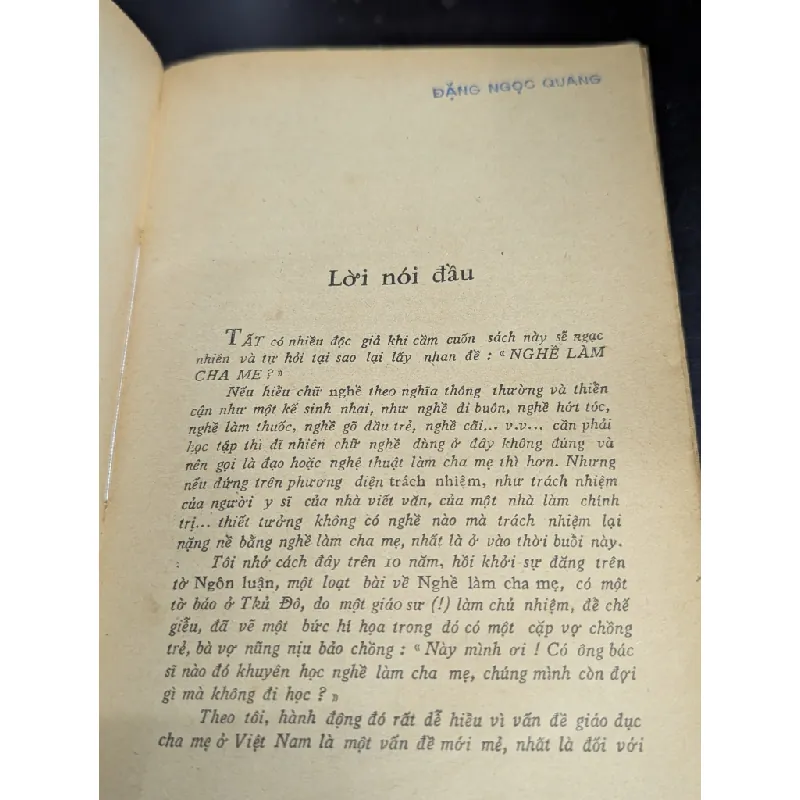 ĐẶNG NGỌC QUANG
Lời nói đầu
TẤT có nhiều độc giả khi cầm cuốn sách này sẽ ngạc
nhiên và tự hỏi tại sao lại lấy nhan đề : « NGHỀ LÀM
CHA MẸ ? »
Nếu hiểu chữ nghề theo nghĩa thông thường và thiển
cận như một kế sinh nhai, như nghề đi buôn, nghề hớt tóc,
nghề làm thuốc, nghề gõ đầu trẻ, nghề cãi... v.v... cần phải
học tập thì dĩ nhiên chữ nghề dùng ở đây không đúng và
nên gọi là đạo hoặc nghệ thuật làm cha mẹ thì hơn. Nhưng
nếu đứng trên phương diện trách nhiệm, như trách nhiệm
của người y sĩ của nhà viết văn, của một nhà làm chính
trị... thiết tưởng không có nghề nào mà trách nhiệm lại
nặng nề bằng nghề làm cha mẹ, nhất là ở vào thời buổi này.
: Tôi nhớ cách đây trên 10 năm, hồi khởi sự đăng trên
tờ Ngôn luận, một loạt bài về Nghề làm cha mẹ, có một
tờ báo ở Thủ Đô, do một giáo sư (!) làm chủ nhiệm, để chế
giễu, đã vẽ một bức hí họa trong đó có một cặp vợ chồng
trẻ, bà vợ nũng nịu bảo chồng : « Này mình ơi ! Có ông bác
sĩ nào đó khuyên học nghề làm cha mẹ, chúng mình còn đợi
gì mà không đi học ? »
Theo tôi, hành động đó rất dễ hiểu vì vấn đề giáo dục
cha mẹ ở Việt Nam là một vấn đề mới mẻ, nhất là đối với